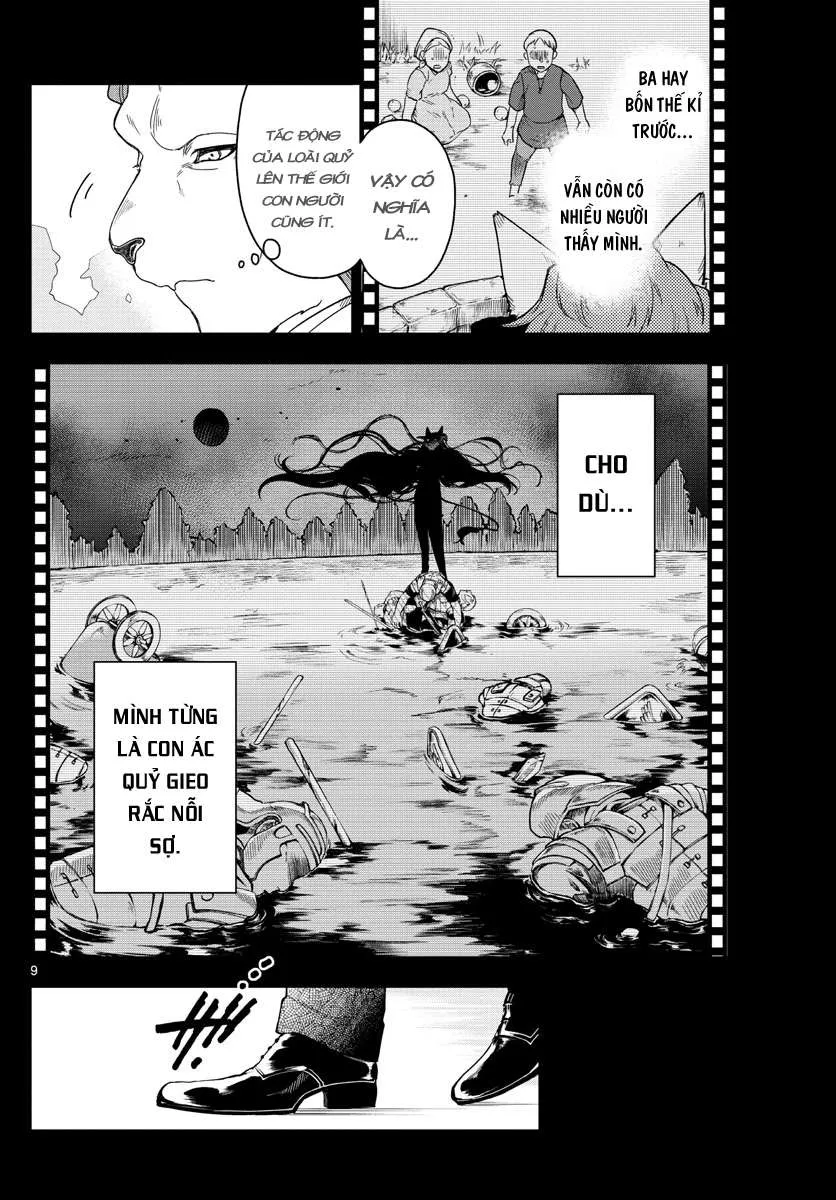 BA HAY
BỐN THẾ KỈ
TRƯỚC...
VẪN CÒN CÓ
NHIỀU NGƯỜI
THẤY MÌNH.
VẬY CÓ
NGHĨA
LÀ...
TÁC ĐỘNG
CỦA LOÀI QUỶ
LÊN THẾ GIỚI
CON NGƯỜI
CŨNG ÍT.
CHO
DÙ...
MÌNH TỪNG
LÀ CON ÁC
QUỶ GIEO
RẮC NỖI
SỢ.
9